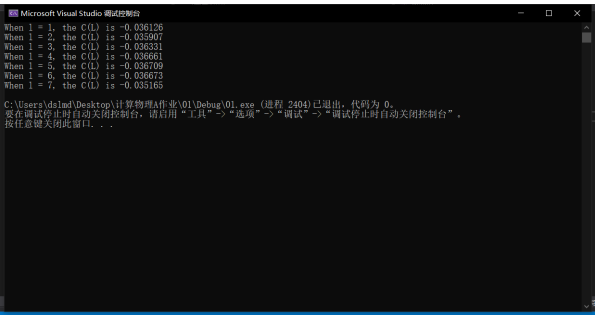 Microsoft Visual Studio 调试控制台
When l = 1, the C(L) is -0.036126
When l = 2, the C(L) is -0.035907
When l = 3, the C(L) is -0.036331
When l = 4, the C(L) is -0.036661
When l = 5, the C(L) is -0.036709
When l = 6, the C(L) is -0.036673
When l = 7, the C(L) is -0.035165
C:\Users\dslmd\Desktop\计算物理A作业\01\Debug\01.exe (进程 2404)已退出，代码为 0。
要在调试停止时自动关闭控制台，请启用“工具”->“选项”->“调试”->“调试停止时自动关闭控制台”。
按任意键关闭此窗口. . .